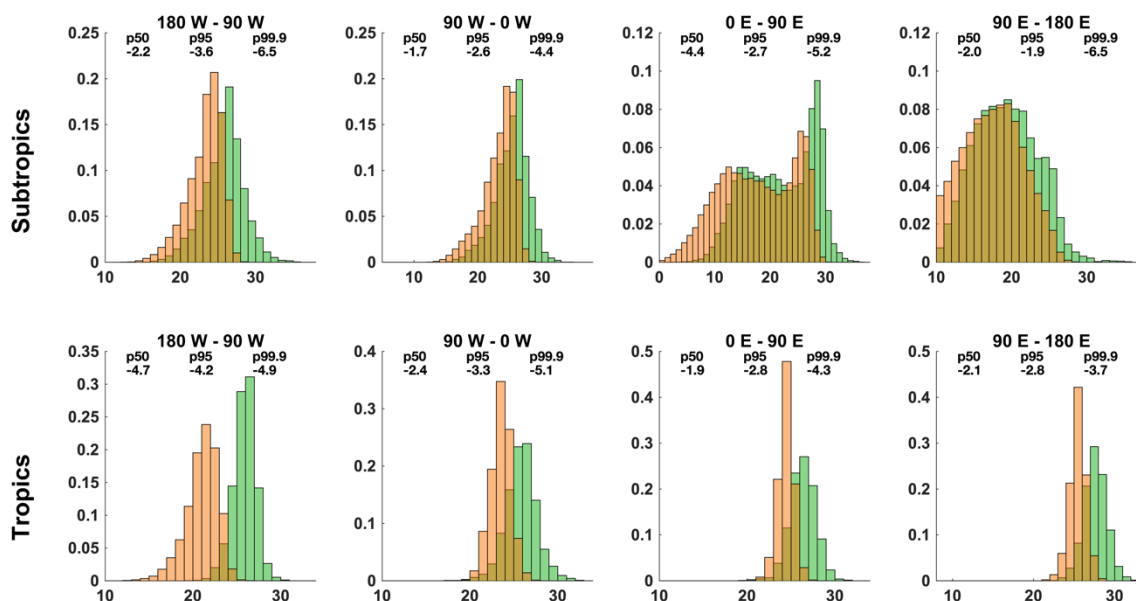 180 W - 90 W
p50 p95 p99.9
-2.2 -3.6 -6.5
0.25
0.2
0.15
0.1
0.05
0
10 20 30
90 W - 0 W
p50 p95 p99.9
-1.7 -2.6 -4.4
0.25
0.2
0.15
0.1
0.05
0
10 20 30
0 E - 90 E
p50 p95 p99.9
-4.4 -2.7 -5.2
0.12
0.1
0.08
0.06
0.04
0.02
0
0 10 20 30
90 E - 180 E
p50 p95 p99.9
-2.0 -1.9 -6.5
0.12
0.1
0.08
0.06
0.04
0.02
0
10 20 30
Subtropics
180 W - 90 W
p50 p95 p99.9
-4.7 -4.2 -4.9
0.35
0.3
0.25
0.2
0.15
0.1
0.05
0
10 20 30
90 W - 0 W
p50 p95 p99.9
-2.4 -3.3 -5.1
0.4
0.3
0.2
0.1
0
10 20 30
0 E - 90 E
p50 p95 p99.9
-1.9 -2.8 -4.3
0.5
0.4
0.3
0.2
0.1
0
10 20 30
90 E - 180 E
p50 p95 p99.9
-2.1 -2.8 -3.7
0.5
0.4
0.3
0.2
0.1
0
10 20 30
Tropics